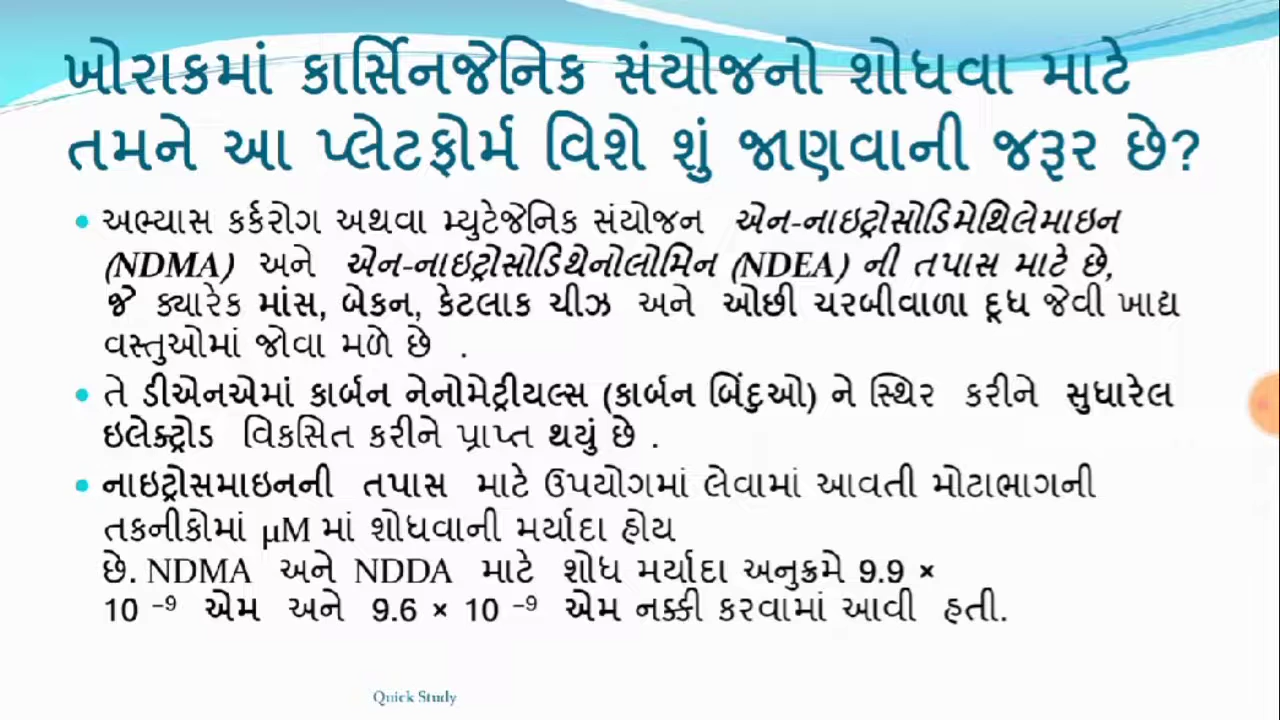 ખોરાકમાં કાર્સિનજેનિક સંયોજનો શોધવા માટે
તમને આ પ્લેટફોર્મ વિશે શું જાણવાની જરૂર છે?
• અભ્યાસ કર્કરોગ અથવા મ્યુટેજેનિક સંયોજન એન-નાઇટ્રોસોડિમેથિલેમાઇન
(NDMA) અને એન-નાઇટ્રોસોડિથેનોલોમિન (NDEA) ની તપાસ માટે છે,
જે ક્યારેક માંસ, બેકન, કેટલાક ચીઝ અને ઓછી ચરબીવાળા દૂધ જેવી ખાદ્ય
વસ્તુઓમાં જોવા મળે છે .
• તે ડીએનએમાં કાર્બન નેનોમેટ્રીયલ્સ (કાર્બન બિંદુઓ) ને સ્થિર કરીને સુધારેલ
ઇલેક્ટ્રોડ વિકસિત કરીને પ્રાપ્ત થયું છે .
• નાઇટ્રોસમાઇનની તપાસ માટે ઉપયોગમાં લેવામાં આવતી મોટાભાગની
તકનીકોમાં μM માં શોધવાની મર્યાદા હોય
છે. NDMA અને NDDA માટે શોધ મર્યાદા અનુક્રમે 9.9 ×
10 ⁻⁹ એમ અને 9.6 × 10 ⁻⁹ એમ નક્કી કરવામાં આવી હતી.
Quick Study